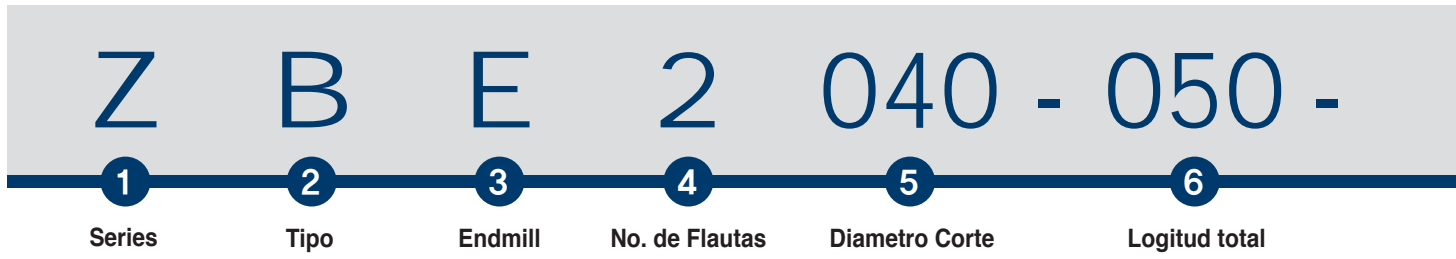 Z B E 2 040 - 050 -
1 2 3 4 5 6
Series Tipo Endmill No. de Flautas Diametro Corte Logitud total